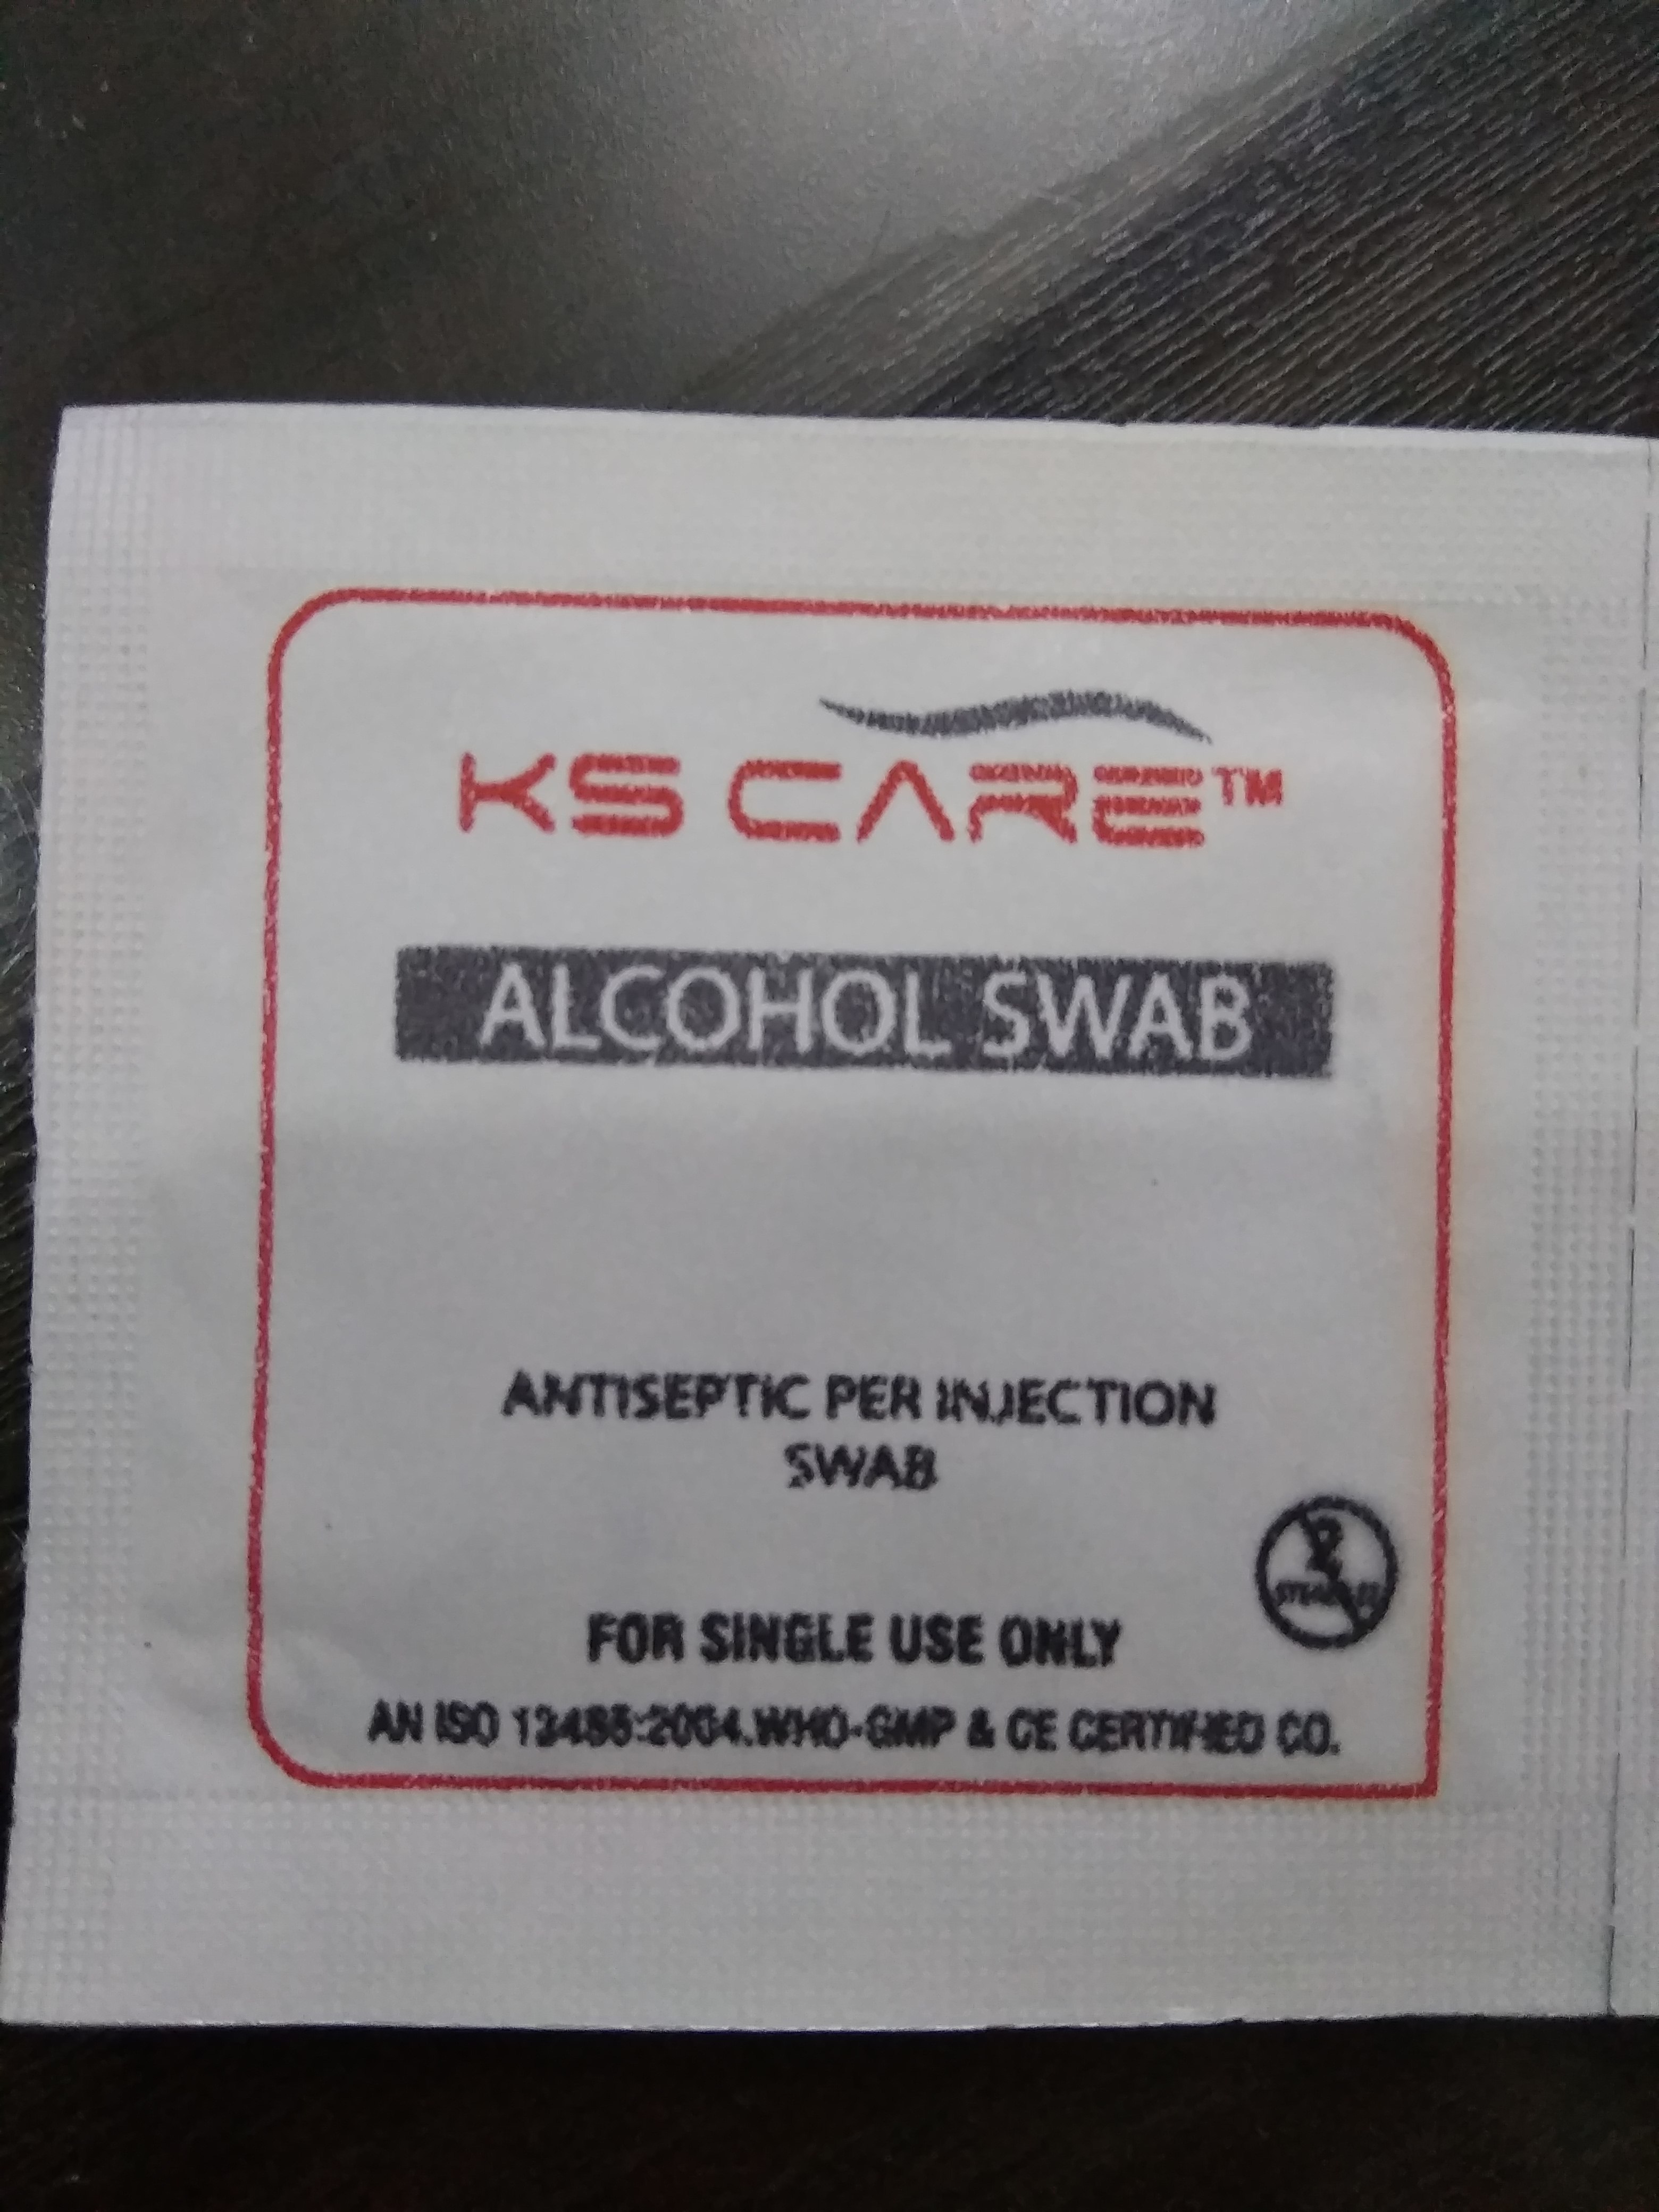 KS CARE™
ALCOHOL SWAB
ANTISEPTIC PER INJECTION
SWAB
2
FOR SINGLE USE ONLY
AN ISO 13485:2004.WHO-GMP & CE CERTIFIED CO.